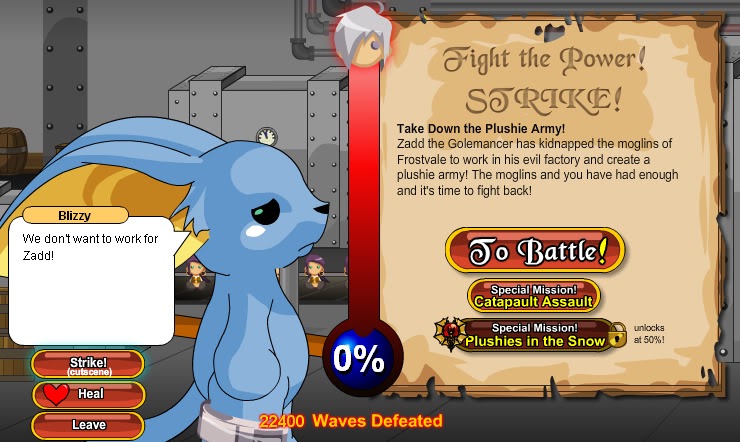 Fight the Power!
STRIKE!
Take Down the Plushie Army!
Zadd the Golemancer has kidnapped the moglins of
Frostvale to work in his evil factory and create a
plushie army! The moglins and you have had enough
and it's time to fight back!
Blizzy
We don't want to work for
Zadd!
To Battle!
Special Mission!
Catapault Assault
Special Mission!
Plushies in the Snow
unlocks
at 50%!
Strike!
(cutscene)
Heal
Leave
0%
22400 Waves Defeated